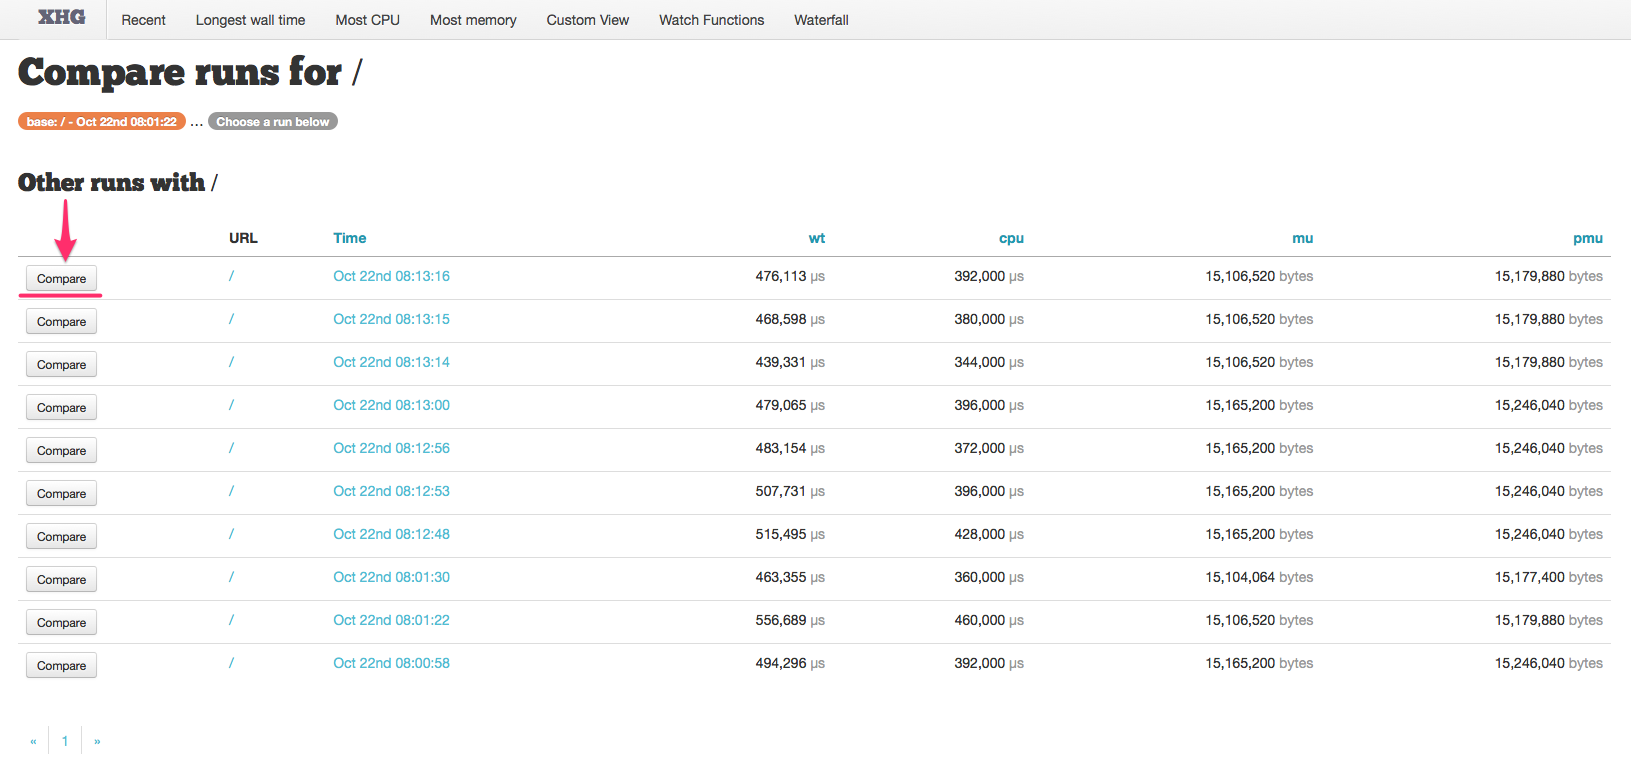 XHG Recent Longest wall time Most CPU Most memory Custom View Watch Functions Waterfall
Compare runs for /
base: / - Oct 22nd 08:01:22 ... Choose a run below
Other runs with /
URL Time wt cpu mu pmu
Compare / Oct 22nd 08:13:16 476,113 µs 392,000 µs 15,106,520 bytes 15,179,880 bytes
Compare / Oct 22nd 08:13:15 468,598 µs 380,000 µs 15,106,520 bytes 15,179,880 bytes
Compare / Oct 22nd 08:13:14 439,331 µs 344,000 µs 15,106,520 bytes 15,179,880 bytes
Compare / Oct 22nd 08:13:00 479,065 µs 396,000 µs 15,165,200 bytes 15,246,040 bytes
Compare / Oct 22nd 08:12:56 483,154 µs 372,000 µs 15,165,200 bytes 15,246,040 bytes
Compare / Oct 22nd 08:12:53 507,731 µs 396,000 µs 15,165,200 bytes 15,246,040 bytes
Compare / Oct 22nd 08:12:48 515,495 µs 428,000 µs 15,165,200 bytes 15,246,040 bytes
Compare / Oct 22nd 08:01:30 463,355 µs 360,000 µs 15,104,064 bytes 15,177,400 bytes
Compare / Oct 22nd 08:01:22 556,689 µs 460,000 µs 15,106,520 bytes 15,179,880 bytes
Compare / Oct 22nd 08:00:58 494,296 µs 392,000 µs 15,165,200 bytes 15,246,040 bytes
« 1 »